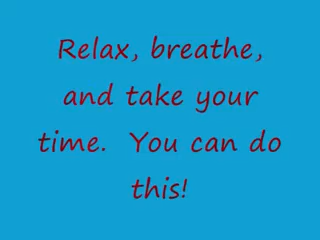 Relax, breathe,
and take your
time.  You can do
this!